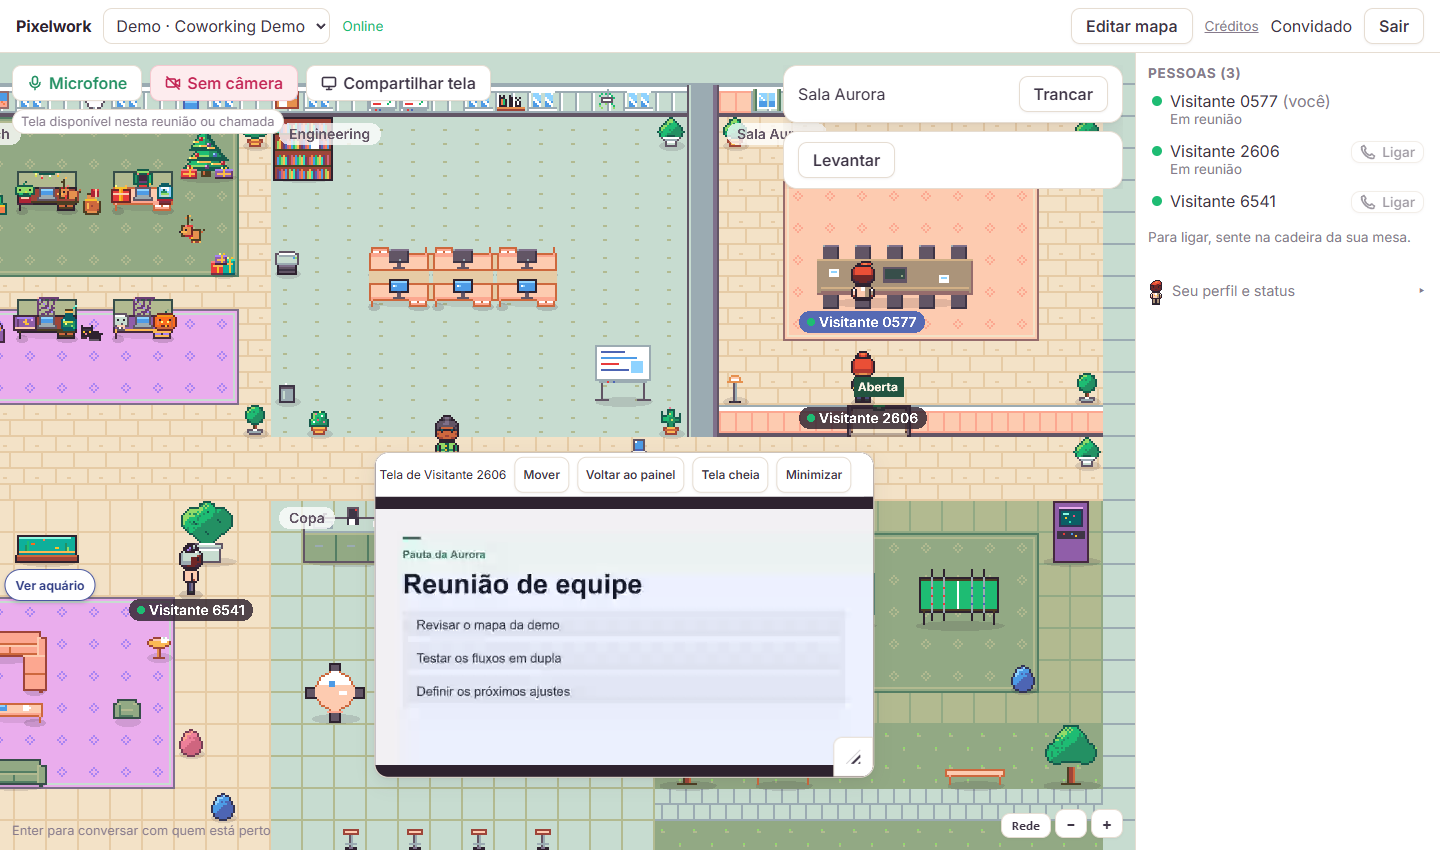 Pixelwork
Demo · Coworking Demo
Online
Editar mapa
Créditos
Convidado
Sair
Microfone
Sem câmera
Compartilhar tela
Tela disponível nesta reunião ou chamada
Engineering
Sala Aurora
Trancar
Levantar
PESSOAS (3)
Visitante 0577 (você)
Em reunião
Visitante 2606
Em reunião
Ligar
Visitante 6541
Ligar
Para ligar, sente na cadeira da sua mesa.
Seu perfil e status
Visitante 0577
Aberta
Visitante 2606
Tela de Visitante 2606
Mover
Voltar ao painel
Tela cheia
Minimizar
Copa
Pauta da Aurora
Reunião de equipe
Revisar o mapa da demo
Testar os fluxos em dupla
Definir os próximos ajustes
Ver aquário
Visitante 6541
Enter para conversar com quem está perto
Rede
−
+